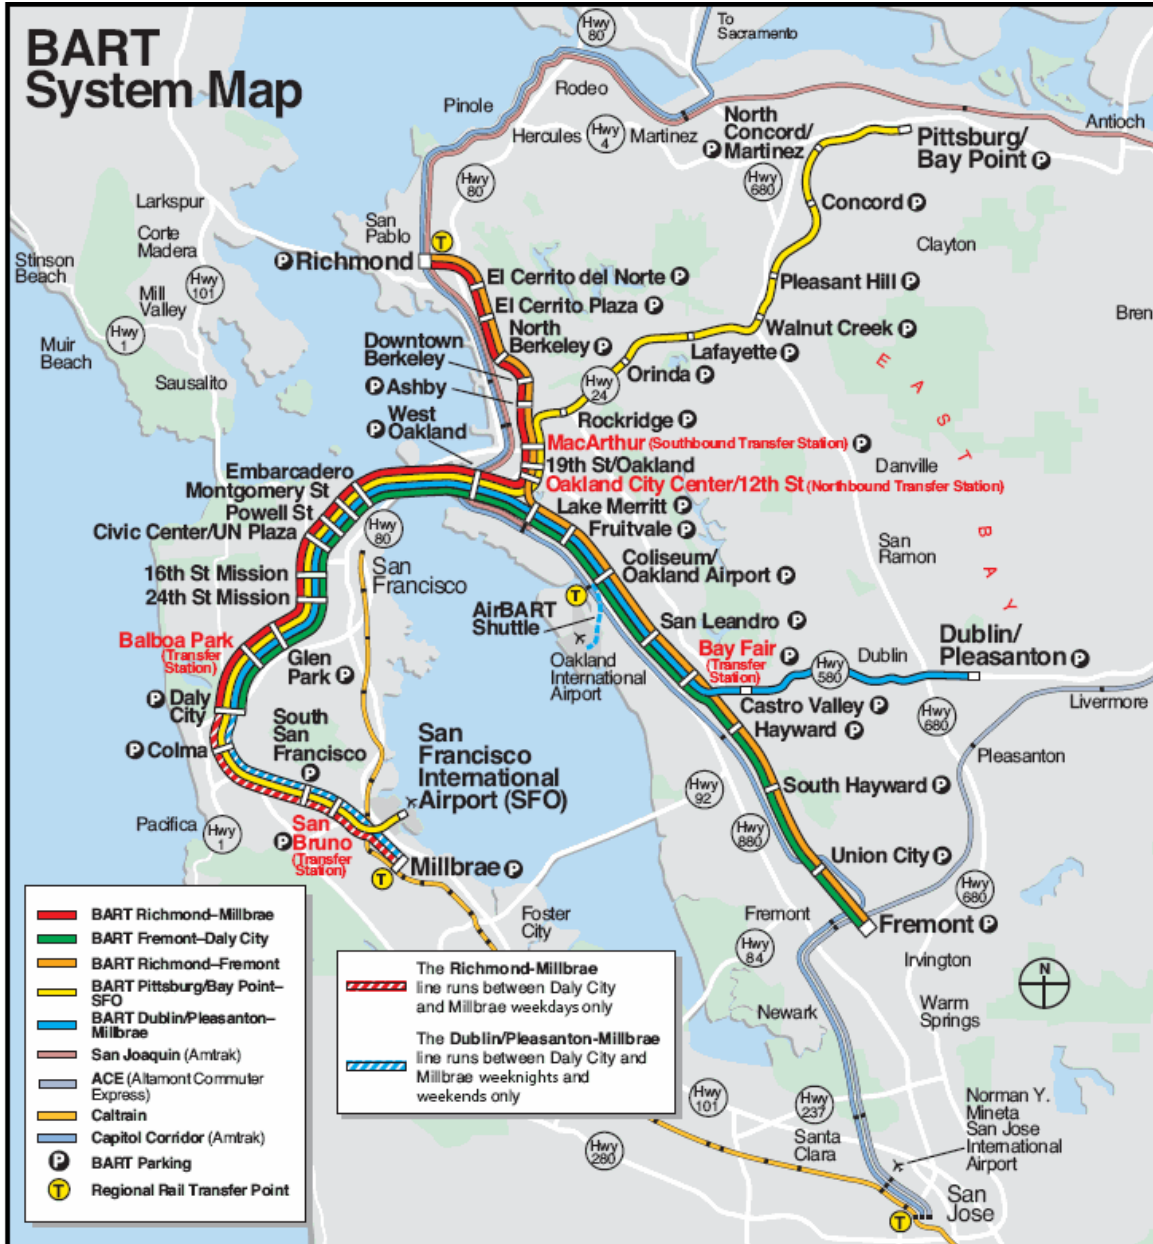 BART
System Map
To
Sacramento
Hwy
80
Rodeo
Pinole
Hercules
Hwy
4
Martinez
North
Concord/
Martinez
Pittsburg/
Bay Point
Antioch
Hwy
80
Hwy
680
Larkspur
Corte
Madera
San
Pablo
Concord
Clayton
Stinson
Beach
Hwy
101
Richmond
El Cerrito del Norte
Pleasant Hill
Mill
Valley
Hwy
1
El Cerrito Plaza
Bren
Muir
Beach
Downtown
Berkeley
North
Berkeley
Walnut Creek
Lafayette
Sausalito
Ashby
Orinda
Hwy
24
EAST BAY
West
Oakland
Rockridge
MacArthur (Southbound Transfer Station)
19th St/Oakland
Danville
Embarcadero
Oakland City Center/12th St (Northbound Transfer Station)
Montgomery St
Powell St
Lake Merritt
Civic Center/UN Plaza
Hwy
80
Fruitvale
San
Ramon
16th St Mission
San
Francisco
Coliseum/
Oakland Airport
24th St Mission
T
AirBART
Shuttle
San Leandro
Balboa Park
(Transfer
Station)
Glen
Park
Oakland
International
Airport
Bay Fair
(Transfer
Station)
Dublin/
Pleasanton
Dublin
Hwy
580
Daly
City
Castro Valley
Livermore
Colma
South
San
Francisco
San
Francisco
International
Airport (SFO)
Hayward
Hwy
680
Pleasanton
Hwy
92
South Hayward
Pacifica
Hwy
1
San
Bruno
(Transfer
Station)
Hwy
880
Millbrae
Union City
T
Hwy
680
Foster
City
Fremont
Fremont
Hwy
84
Irvington
N
Newark
Warm
Springs
BART Richmond–Millbrae
BART Fremont–Daly City
BART Richmond–Fremont
BART Pittsburg/Bay Point–
SFO
BART Dublin/Pleasanton–
Millbrae
San Joaquin (Amtrak)
ACE (Altamont Commuter
Express)
Caltrain
Capitol Corridor (Amtrak)
P BART Parking
T Regional Rail Transfer Point
The Richmond-Millbrae
line runs between Daly City
and Millbrae weekdays only
The Dublin/Pleasanton-Millbrae
line runs between Daly City and
Millbrae weeknights and
weekends only
Hwy
101
Hwy
237
Hwy
280
Santa
Clara
Norman Y.
Mineta
San Jose
International
Airport
San
Jose
T